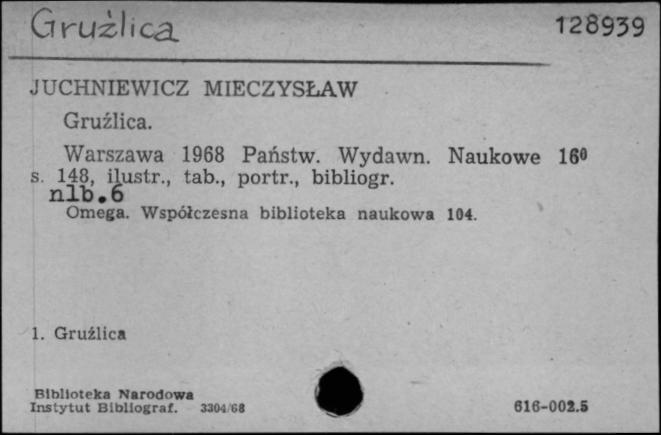 Gruźlica 128939
JUCHNIEWICZ MIECZYSŁAW
Gruźlica.
Warszawa 1968 Państw. Wydawn. Naukowe 16⁰
s. 148, ilustr., tab., portr., bibliogr.
nlb.6
Omega. Współczesna biblioteka naukowa 104.
1. Gruźlica
Biblioteka Narodowa
Instytut Bibliograf. 3304/68 616-002.5